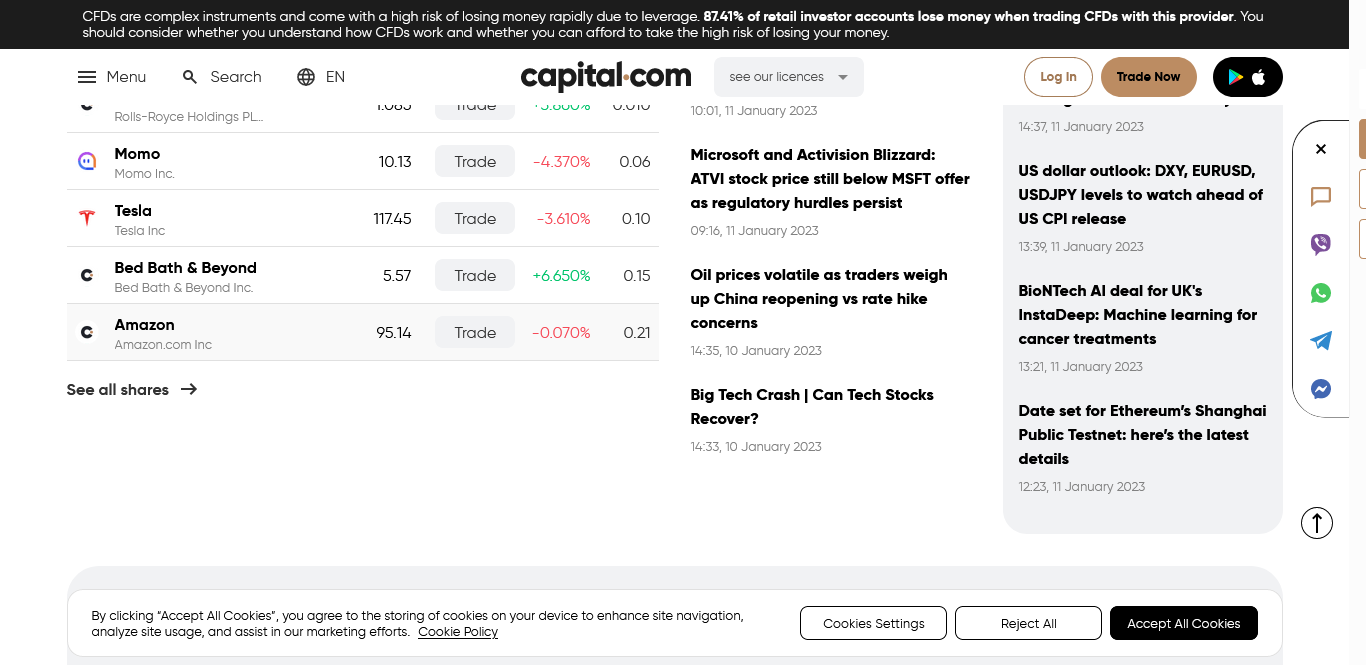 CFDs are complex instruments and come with a high risk of losing money rapidly due to leverage. 87.41% of retail investor accounts lose money when trading CFDs with this provider. You
should consider whether you understand how CFDs work and whether you can afford to take the high risk of losing your money.
Menu Search EN capital.com see our licences Log In Trade Now
Rolls-Royce Holdings PL... 1.085 Trade +5.860% 0.010
Momo
Momo Inc.
10.13 Trade -4.370% 0.06
Tesla
Tesla Inc
117.45 Trade -3.610% 0.10
Bed Bath & Beyond
Bed Bath & Beyond Inc.
5.57 Trade +6.650% 0.15
Amazon
Amazon.com Inc
95.14 Trade -0.070% 0.21
See all shares
10:01, 11 January 2023
Microsoft and Activision Blizzard:
ATVI stock price still below MSFT offer
as regulatory hurdles persist
09:16, 11 January 2023
Oil prices volatile as traders weigh
up China reopening vs rate hike
concerns
14:35, 10 January 2023
Big Tech Crash | Can Tech Stocks
Recover?
14:33, 10 January 2023
14:37, 11 January 2023
US dollar outlook: DXY, EURUSD,
USDJPY levels to watch ahead of
US CPI release
13:39, 11 January 2023
BioNTech AI deal for UK's
InstaDeep: Machine learning for
cancer treatments
13:21, 11 January 2023
Date set for Ethereum’s Shanghai
Public Testnet: here’s the latest
details
12:23, 11 January 2023
By clicking “Accept All Cookies”, you agree to the storing of cookies on your device to enhance site navigation,
analyze site usage, and assist in our marketing efforts. Cookie Policy
Cookies Settings Reject All Accept All Cookies